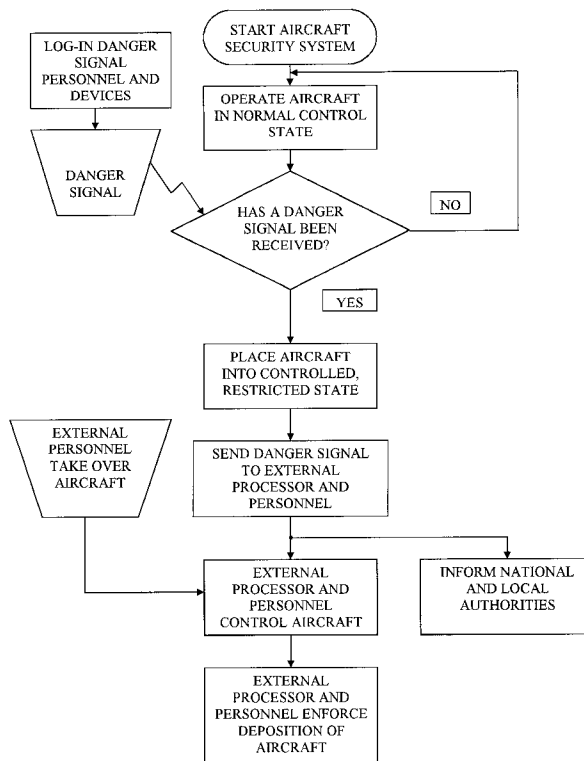 START AIRCRAFT
SECURITY SYSTEM
LOG-IN DANGER
SIGNAL
PERSONNEL AND
DEVICES
OPERATE AIRCRAFT
IN NORMAL CONTROL
STATE
DANGER
SIGNAL
HAS A DANGER
SIGNAL BEEN
RECEIVED?
NO
YES
PLACE AIRCRAFT
INTO CONTROLLED,
RESTRICTED STATE
EXTERNAL
PERSONNEL
TAKE OVER
AIRCRAFT
SEND DANGER SIGNAL
TO EXTERNAL
PROCESSOR AND
PERSONNEL
EXTERNAL
PROCESSOR AND
PERSONNEL
CONTROL AIRCRAFT
INFORM NATIONAL
AND LOCAL
AUTHORITIES
EXTERNAL
PROCESSOR AND
PERSONNEL ENFORCE
DEPOSITION OF
AIRCRAFT